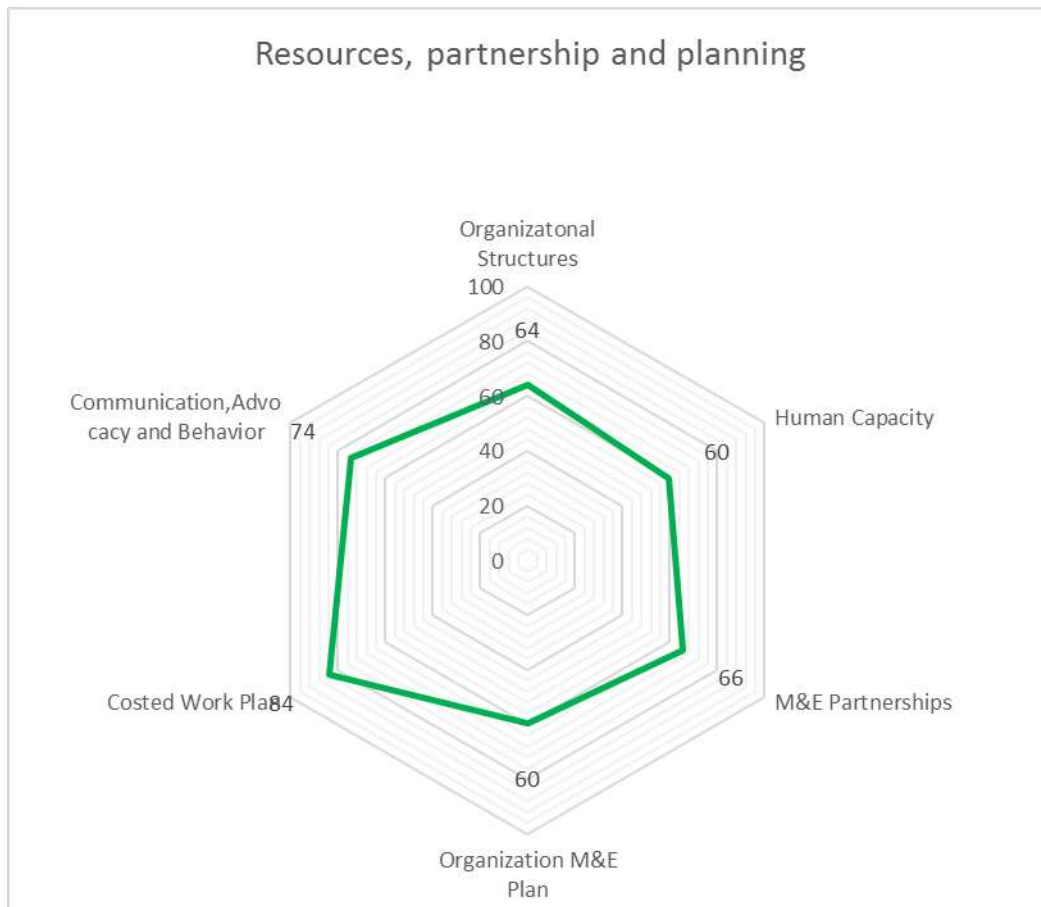 Resources, partnership and planning
Organizatonal
Structures
100
64
80
60
40
20
0
Human Capacity
60
M&E Partnerships
66
Organization M&E
Plan
60
Costed Work Plan
84
Communication,Advo
cacy and Behavior
74